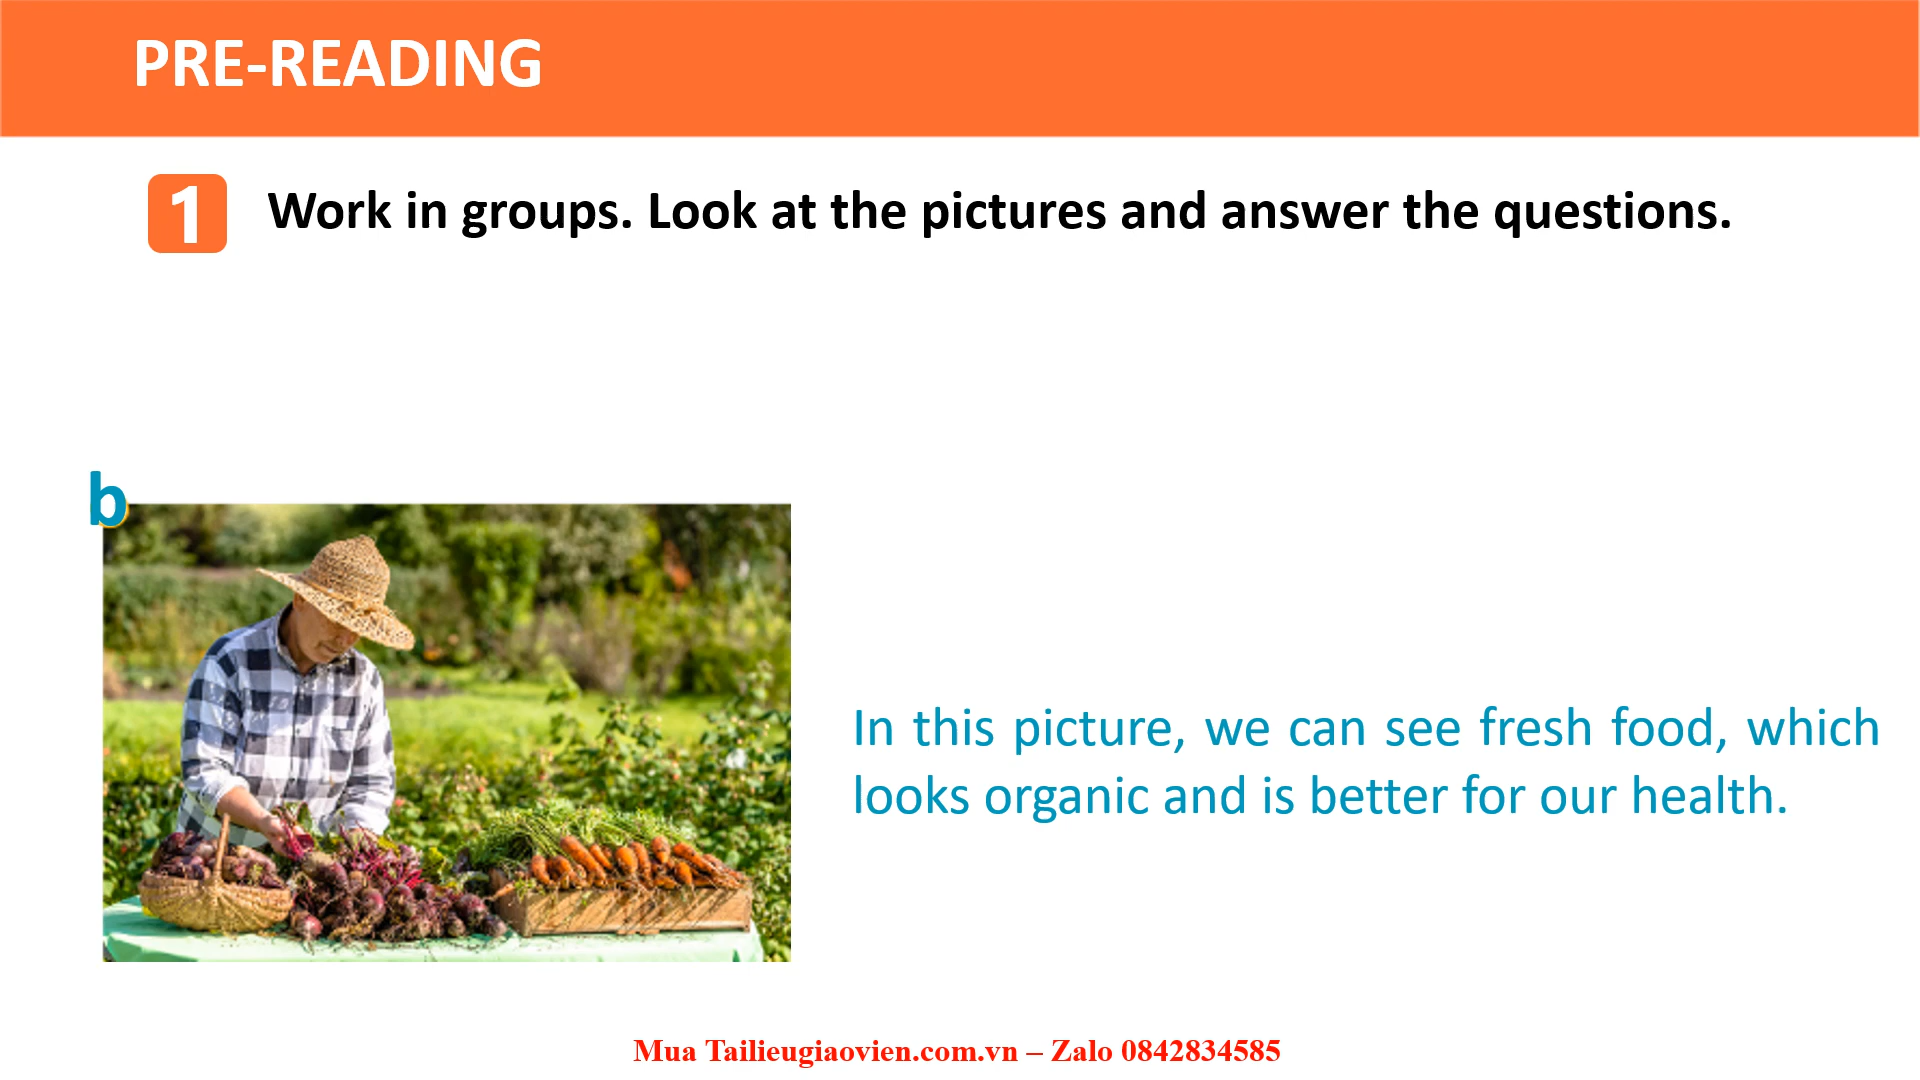 PRE-READING
1
Work in groups. Look at the pictures and answer the questions.
b
In this picture, we can see fresh food, which
looks organic and is better for our health.
Mua Tailieugiaovien.com.vn – Zalo 0842834585